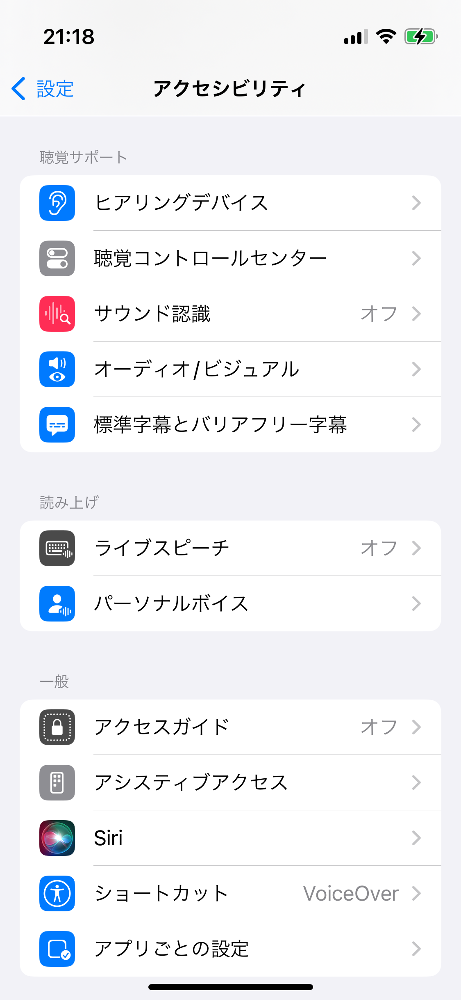 21:18
設定
アクセシビリティ
聴覚サポート
ヒアリングデバイス
聴覚コントロールセンター
サウンド認識 オフ
オーディオ/ビジュアル
標準字幕とバリアフリー字幕
読み上げ
ライブスピーチ オフ
パーソナルボイス
一般
アクセスガイド オフ
アシスティブアクセス
Siri
ショートカット VoiceOver
アプリごとの設定